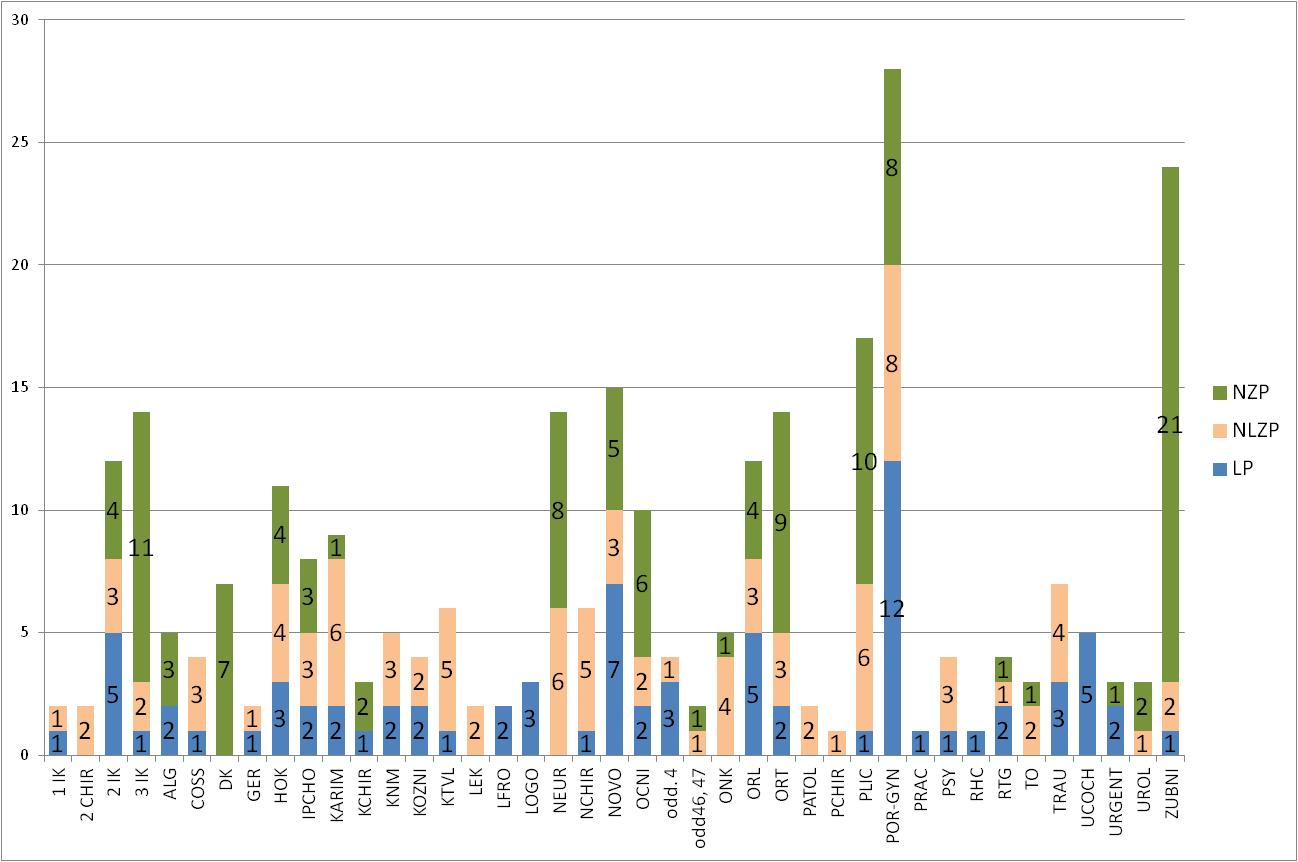 30
25
20
15
10
5
0
8
8
12
21
10
6
1
11
2
1
4
3
5
1
1
2
3
2
3
1
7
1
1
4
4
3
3
3
2
1
6
2
2
1
3
2
2
2
5
1
2
2
3
8
6
5
1
5
3
7
6
2
2
1
3
1
1
1
4
4
3
5
9
3
2
2
1
1
3
1
1
1
1
2
1
2
4
3
5
1
2
2
1
2
1
1 IK
2 CHIR
2 IK
3 IK
ALG
COSS
DK
GER
HOK
IPCHO
KARIM
KCHIR
KNIM
KOZNI
KTVL
LEK
LFRO
LOGO
NEUR
NCHIR
NOVO
OCNI
odd. 4
odd46, 47
ONK
ORL
ORT
PATOL
PCHIR
PLIC
POR-GYN
PRAC
PSY
RHC
RTG
TO
TRAU
UCOCH
URGENT
UROL
ZUBNI
NZP
NLZP
LP